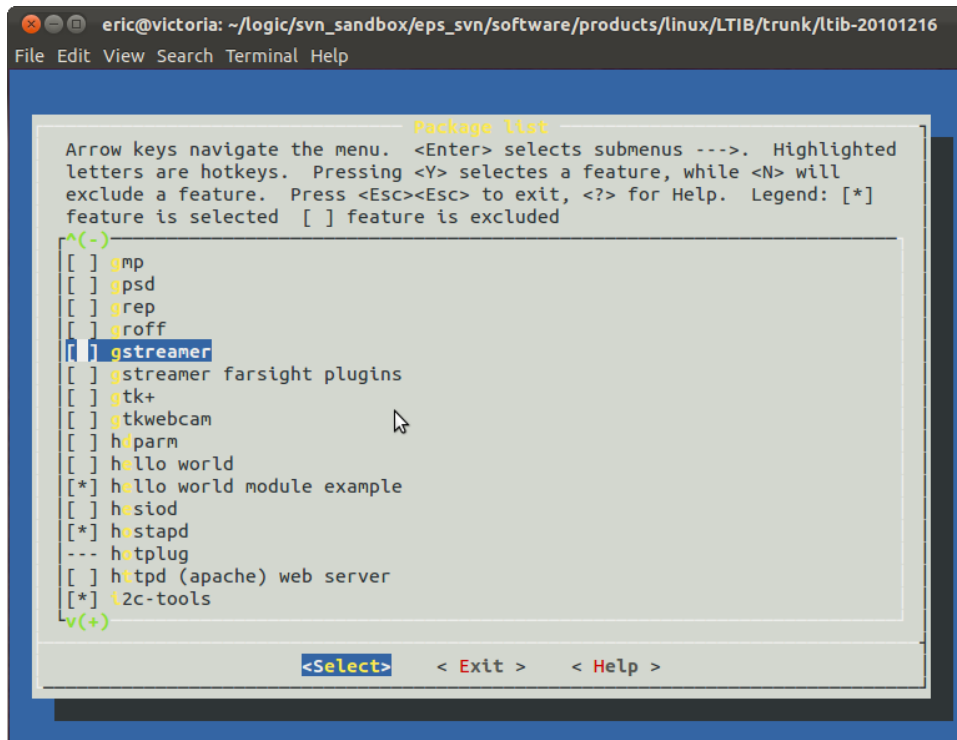 eric@victoria: ~/logic/svn_sandbox/eps_svn/software/products/linux/LTIB/trunk/ltib-20101216
File Edit View Search Terminal Help
Package list
Arrow keys navigate the menu. <Enter> selects submenus --->. Highlighted
letters are hotkeys. Pressing <Y> selectes a feature, while <N> will
exclude a feature. Press <Esc><Esc> to exit, <?> for Help. Legend: [*]
feature is selected [ ] feature is excluded
^(-)
[ ] gmp
[ ] gpsd
[ ] grep
[ ] groff
[ ] gstreamer
[ ] gstreamer farsight plugins
[ ] gtk+
[ ] gtkwebcam
[ ] hdparm
[ ] hello world
[*] hello world module example
[ ] hesiod
[*] hostapd
--- hotplug
[ ] httpd (apache) web server
[*] i2c-tools
v(+)
<Select> < Exit > < Help >